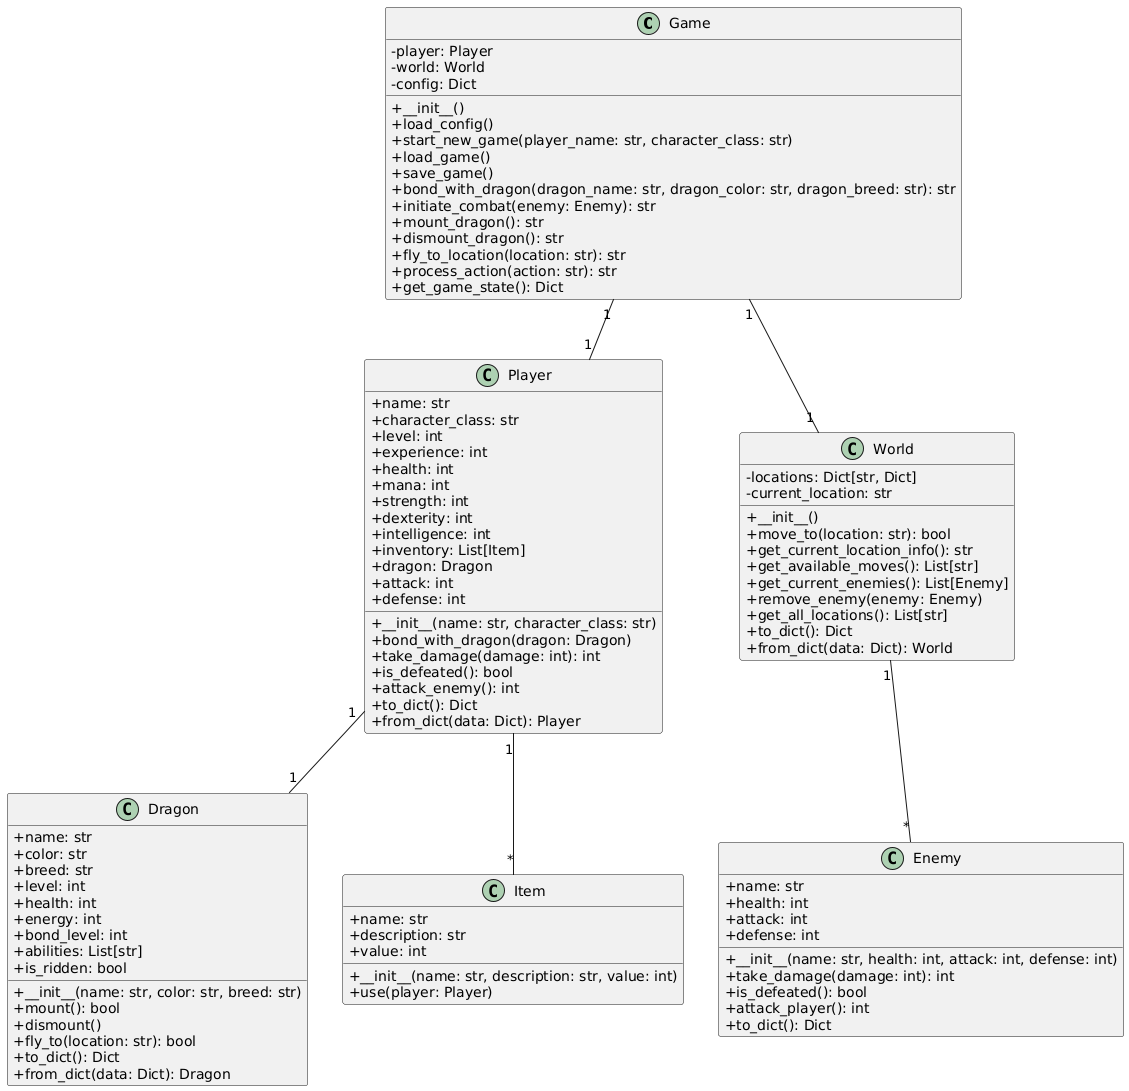 C Game
-player: Player
-world: World
-config: Dict
+__init__()
+load_config()
+start_new_game(player_name: str, character_class: str)
+load_game()
+save_game()
+bond_with_dragon(dragon_name: str, dragon_color: str, dragon_breed: str): str
+initiate_combat(enemy: Enemy): str
+mount_dragon(): str
+dismount_dragon(): str
+fly_to_location(location: str): str
+process_action(action: str): str
+get_game_state(): Dict
1
1
1
1
C Player
+name: str
+character_class: str
+level: int
+experience: int
+health: int
+mana: int
+strength: int
+dexterity: int
+intelligence: int
+inventory: List[Item]
+dragon: Dragon
+attack: int
+defense: int
+__init__(name: str, character_class: str)
+bond_with_dragon(dragon: Dragon)
+take_damage(damage: int): int
+is_defeated(): bool
+attack_enemy(): int
+to_dict(): Dict
+from_dict(data: Dict): Player
C World
-locations: Dict[str, Dict]
-current_location: str
+__init__()
+move_to(location: str): bool
+get_current_location_info(): str
+get_available_moves(): List[str]
+get_current_enemies(): List[Enemy]
+remove_enemy(enemy: Enemy)
+get_all_locations(): List[str]
+to_dict(): Dict
+from_dict(data: Dict): World
1
1
1
*
1
*
C Dragon
+name: str
+color: str
+breed: str
+level: int
+health: int
+energy: int
+bond_level: int
+abilities: List[str]
+is_ridden: bool
+__init__(name: str, color: str, breed: str)
+mount(): bool
+dismount()
+fly_to(location: str): bool
+to_dict(): Dict
+from_dict(data: Dict): Dragon
C Item
+name: str
+description: str
+value: int
+__init__(name: str, description: str, value: int)
+use(player: Player)
C Enemy
+name: str
+health: int
+attack: int
+defense: int
+__init__(name: str, health: int, attack: int, defense: int)
+take_damage(damage: int): int
+is_defeated(): bool
+attack_player(): int
+to_dict(): Dict